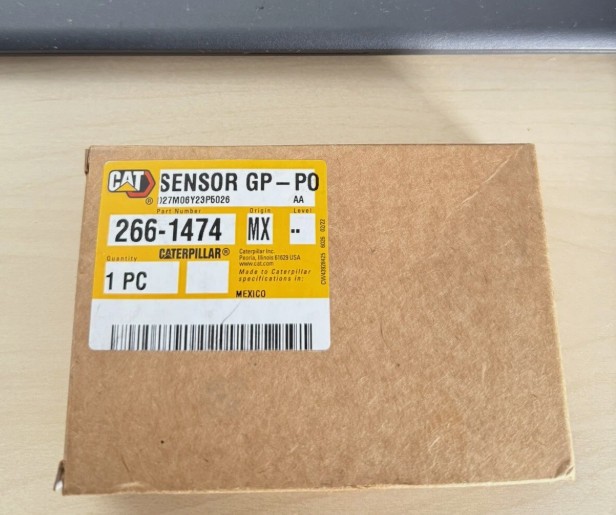 CAT SENSOR GP-PO
®
D27M06Y23P5026 AA
Part Number Origin Level
266-1474 MX --
Quantity CATERPILLAR®
1 PC
Caterpillar Inc.
Peoria, Illinois 61629 USA
www.cat.com
Made to Caterpillar
specifications in:
MEXICO